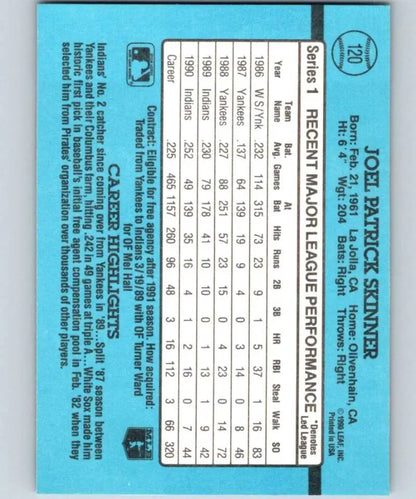 120
JOEL PATRICK SKINNER
Born: Feb. 21, 1961 La Jolla, CA Home: Olivenhain, CA
Ht: 6'4" Wgt: 204 Bats: Right Throws: Right
© 1990 LEAF, INC.
Printed in USA
Series 1 RECENT MAJOR LEAGUE PERFORMANCE *Denotes Led League
Team Bat. At
Year Name Avg. Games Bat Hits Runs 2B 3B HR RBI Steal Walk SO
1986 WS/Ynk .232 114 315 73 23 9 1 5 37 1 16 83
1987 Yankees .137 64 139 19 9 4 0 3 14 0 8 46
1988 Yankees .227 88 251 57 23 15 0 4 23 0 14 72
1989 Indians .230 79 178 41 10 10 0 1 13 1 9 42
1990 Indians .252 49 139 35 16 4 1 2 16 0 7 44
Career .225 465 1157 260 96 48 3 16 112 3 66 320
Contract: Eligible for free agency after 1991 season. How acquired:
Traded from Yankees to Indians 3/19/89 with OF Turner Ward
for OF Mel Hall
CAREER HIGHLIGHTS
Indians' No. 2 catcher since coming over from Yankees in '89...Split '87 season between
Yankees and their Columbus farm, hitting .242 in 49 games at triple A...White Sox made him
historic first pick in baseball's initial free agent compensation pool in Feb. '82 when they
selected him from Pirates' organization over thousands of other players.